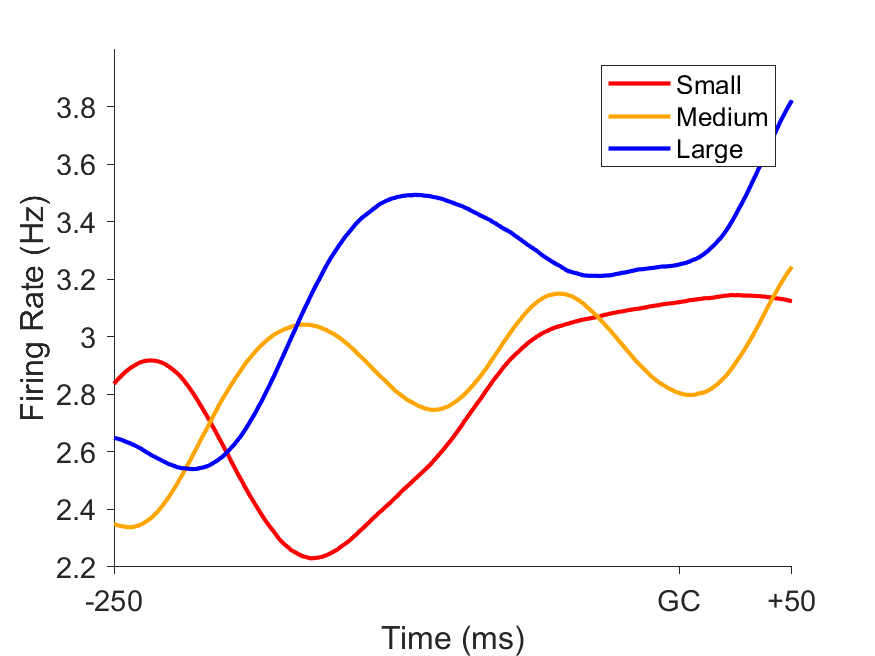 Small
Medium
Large
3.8
3.6
3.4
3.2
3
2.8
2.6
2.4
2.2
Firing Rate (Hz)
-250 GC +50
Time (ms)